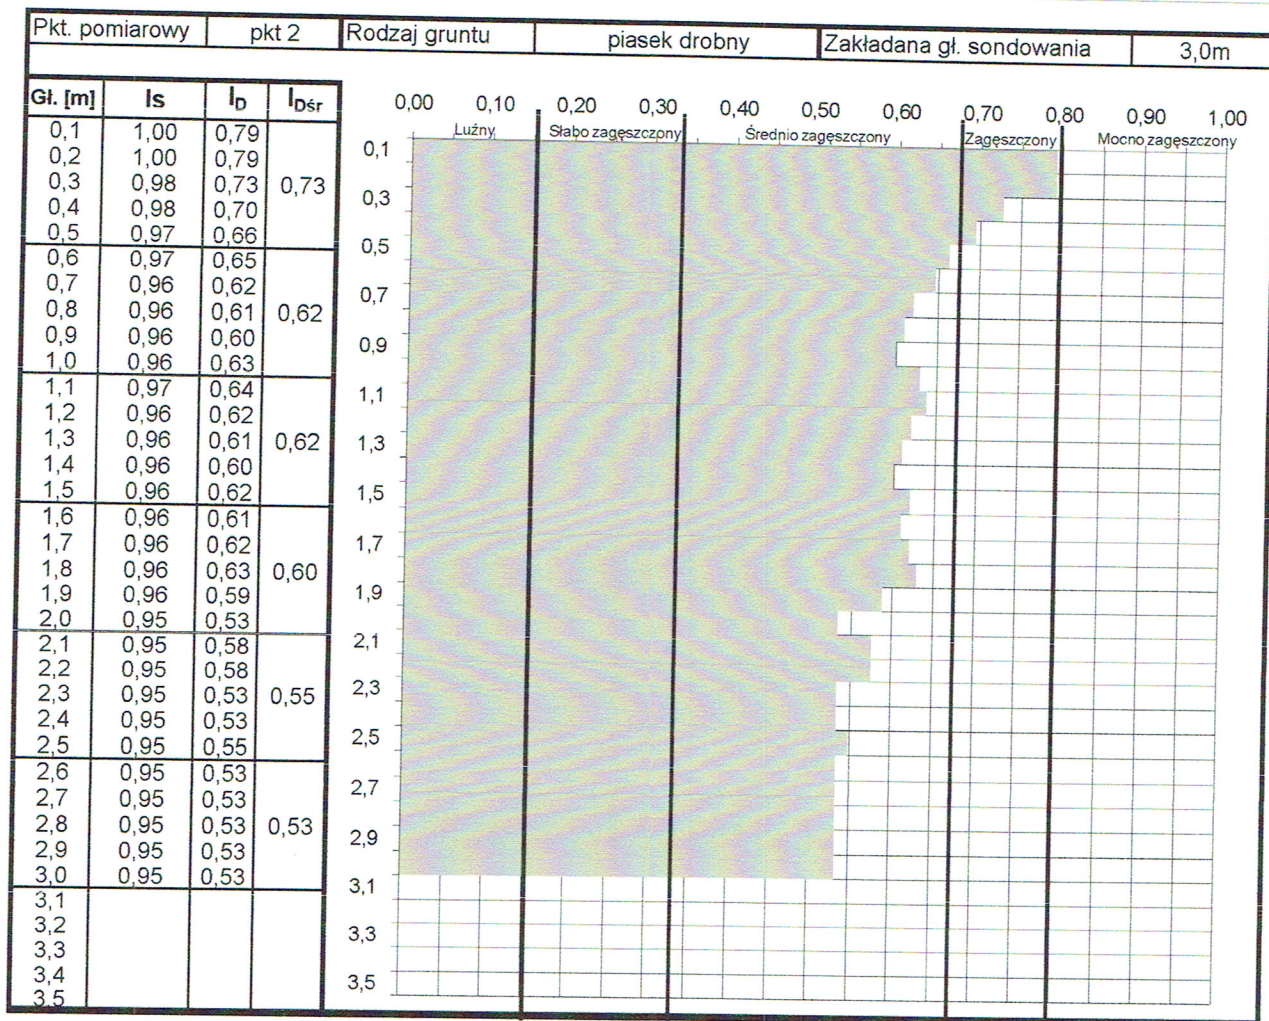 Pkt. pomiarowy pkt 2 Rodzaj gruntu piasek drobny Zakładana gł. sondowania 3,0m
Gł. [m] Is I_D I_Dśr
0,1 1,00 0,79
0,2 1,00 0,79
0,3 0,98 0,73 0,73
0,4 0,98 0,70
0,5 0,97 0,66
0,6 0,97 0,65
0,7 0,96 0,62
0,8 0,96 0,61 0,62
0,9 0,96 0,60
1,0 0,96 0,63
1,1 0,97 0,64
1,2 0,96 0,62
1,3 0,96 0,61 0,62
1,4 0,96 0,60
1,5 0,96 0,62
1,6 0,96 0,61
1,7 0,96 0,62
1,8 0,96 0,63 0,60
1,9 0,96 0,59
2,0 0,95 0,53
2,1 0,95 0,58
2,2 0,95 0,58
2,3 0,95 0,53 0,55
2,4 0,95 0,53
2,5 0,95 0,55
2,6 0,95 0,53
2,7 0,95 0,53
2,8 0,95 0,53 0,53
2,9 0,95 0,53
3,0 0,95 0,53
3,1
3,2
3,3
3,4
3,5
0,00 0,10 0,20 0,30 0,40 0,50 0,60 0,70 0,80 0,90 1,00
Luźny Słabo zagęszczony Średnio zagęszczony Zagęszczony Mocno zagęszczony
0,1
0,3
0,5
0,7
0,9
1,1
1,3
1,5
1,7
1,9
2,1
2,3
2,5
2,7
2,9
3,1
3,3
3,5